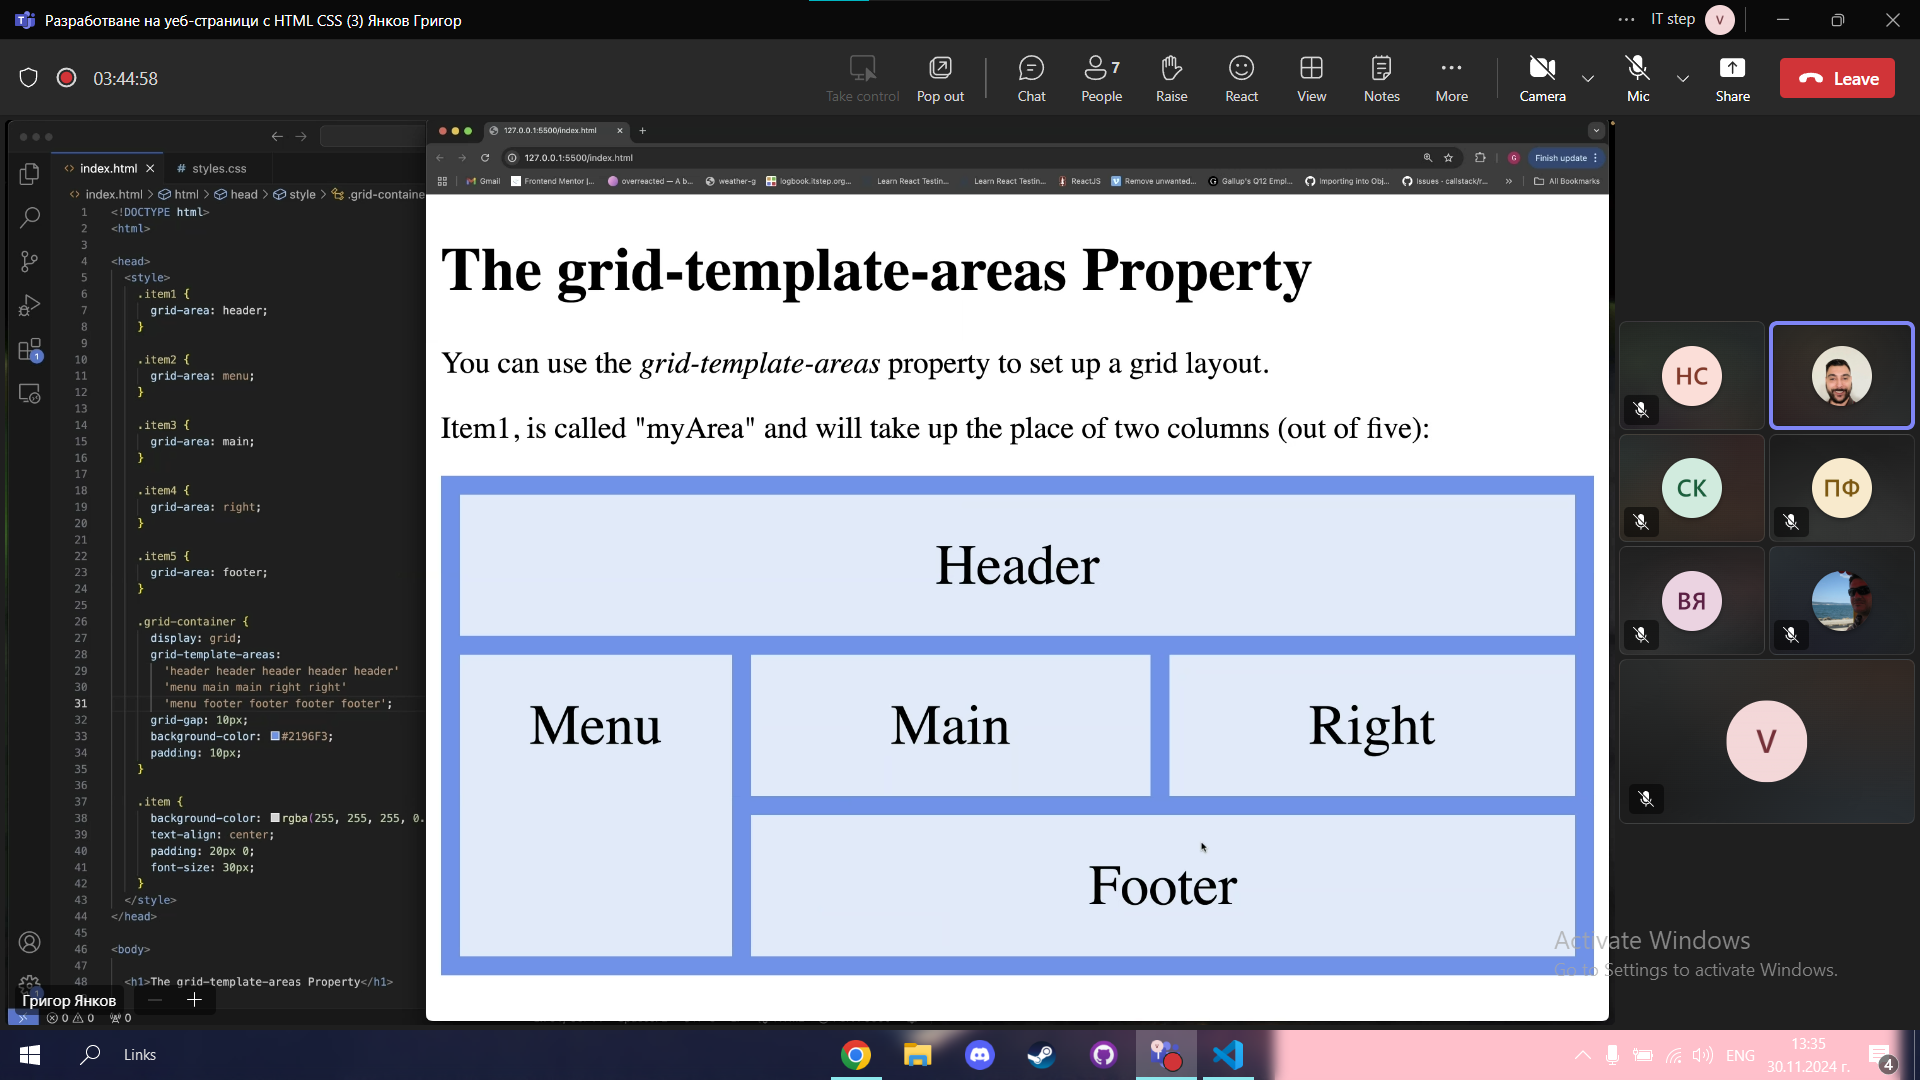 Разработване на уеб-страници с HTML CSS (3) Янков Григор
IT step
V
03:44:58
Take control
Pop out
Chat
7
People
Raise
React
View
Notes
More
Camera
Mic
Share
Leave
index.html
# styles.css
index.html > html > head > style > .grid-containe
1 <!DOCTYPE html>
2 <html>
3
4 <head>
5 <style>
6 .item1 {
7 grid-area: header;
8 }
9
10 .item2 {
11 grid-area: menu;
12 }
13
14 .item3 {
15 grid-area: main;
16 }
17
18 .item4 {
19 grid-area: right;
20 }
21
22 .item5 {
23 grid-area: footer;
24 }
25
26 .grid-container {
27 display: grid;
28 grid-template-areas:
29 'header header header header header'
30 'menu main main right right'
31 'menu footer footer footer footer';
32 grid-gap: 10px;
33 background-color: #2196F3;
34 padding: 10px;
35 }
36
37 .item {
38 background-color: rgba(255, 255, 255, 0.
39 text-align: center;
40 padding: 20px 0;
41 font-size: 30px;
42 }
43 </style>
44 </head>
45
46 <body>
47
48 <h1>The grid-template-areas Property</h1>
1
1
Григор Янков
0 0 0
127.0.0.1:5500/index.html
127.0.0.1:5500/index.html
G
Finish update
Gmail
Frontend Mentor |...
overreacted — A b...
weather-g
logbook.itstep.org...
Learn React Testin...
Learn React Testin...
ReactJS
Remove unwanted...
Gallup's Q12 Empl...
Importing into Obj...
Issues - callstack/r...
»
All Bookmarks
The grid-template-areas Property
You can use the grid-template-areas property to set up a grid layout.
Item1, is called "myArea" and will take up the place of two columns (out of five):
Header
Menu
Main
Right
Footer
НС
СК
ПФ
ВЯ
V
Activate Windows
Go to Settings to activate Windows.
Links
ENG
13:35
30.11.2024 г.
4